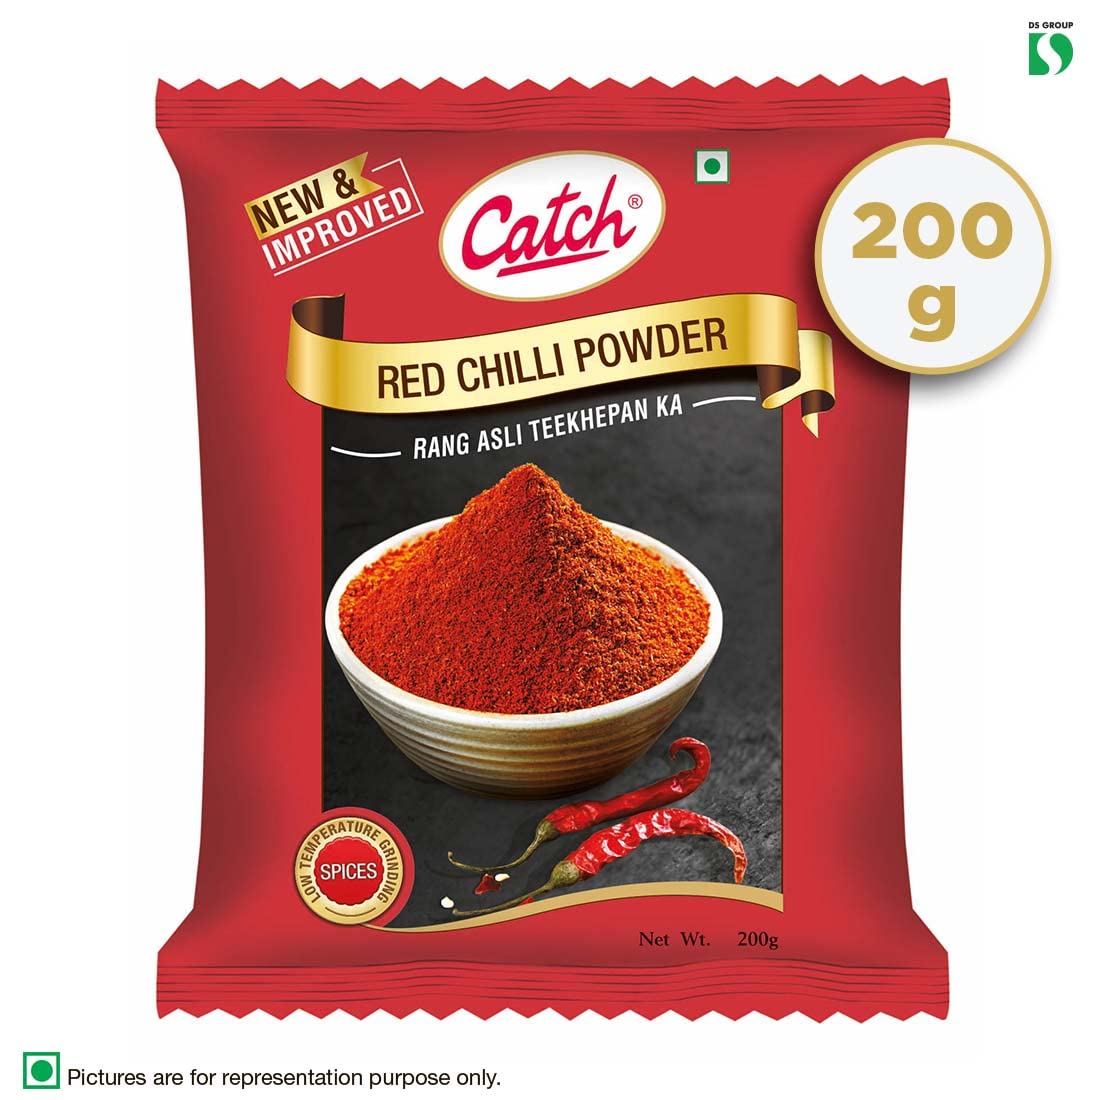 DS GROUP
NEW &
IMPROVED
Catch®
200
g
RED CHILLI POWDER
RANG ASLI TEEKHEPAN KA
LOW TEMPERATURE GRINDING
SPICES
Net Wt. 200g
Pictures are for representation purpose only.